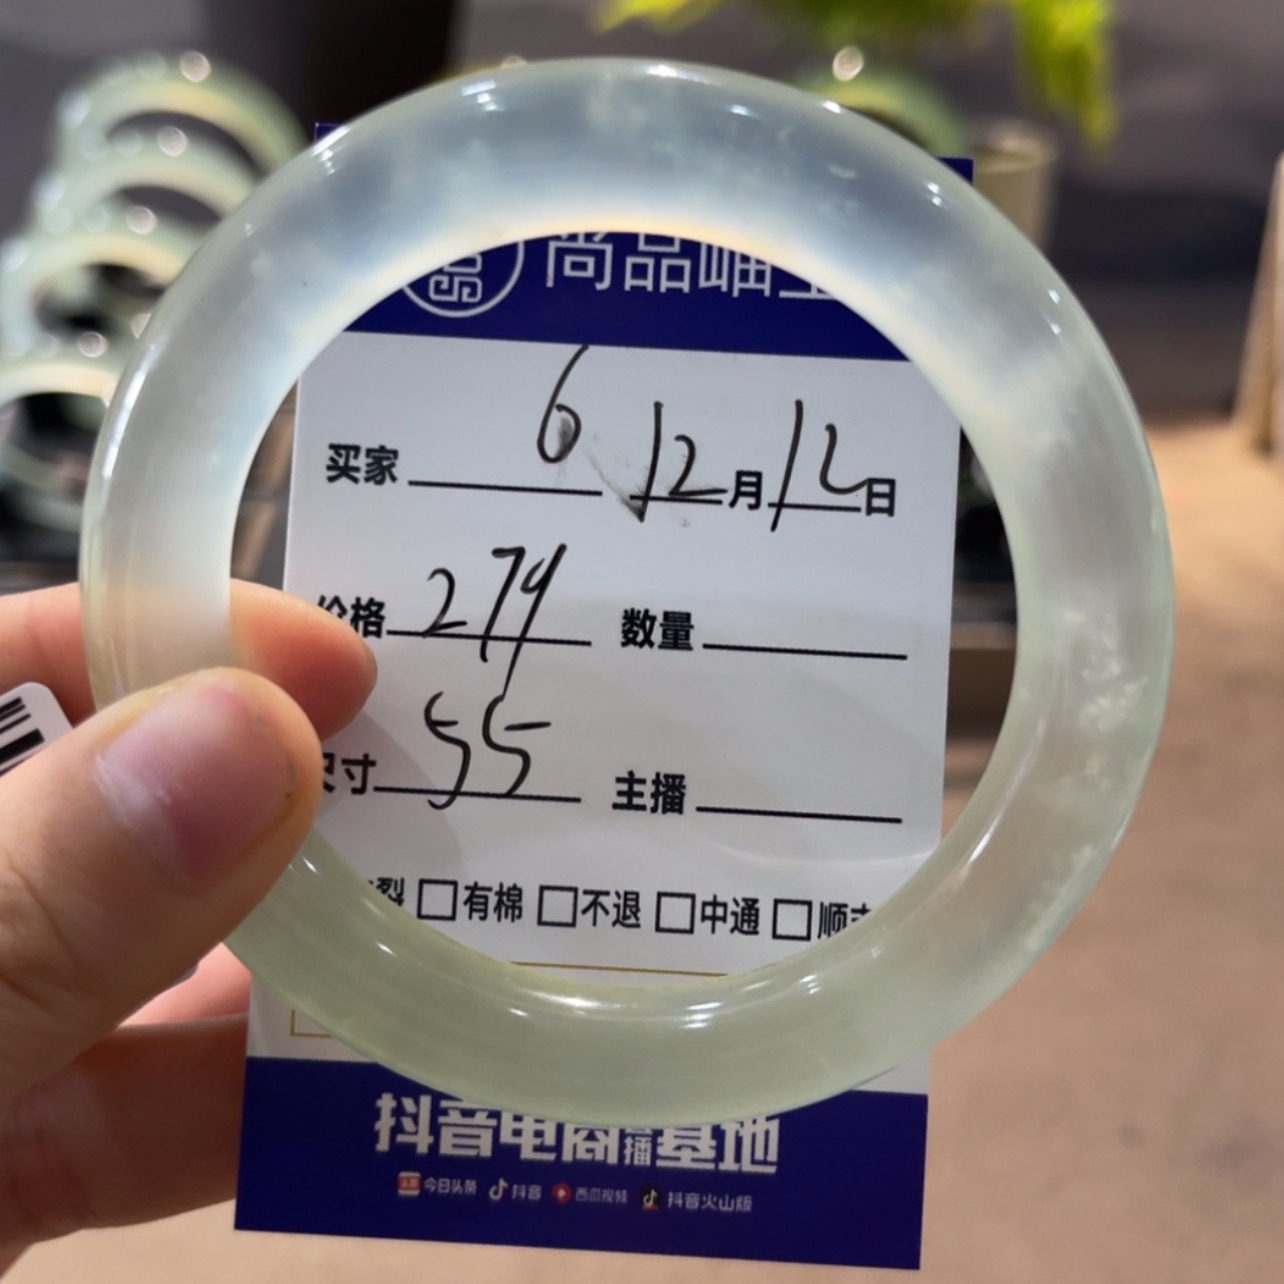 尚品岫
买家 6 12月12日
价格 279 数量
尺寸 55 主播
裂 □有棉 □不退 □中通 □顺
抖音电商直播基地
今日头条 抖音 西瓜视频 抖音火山版